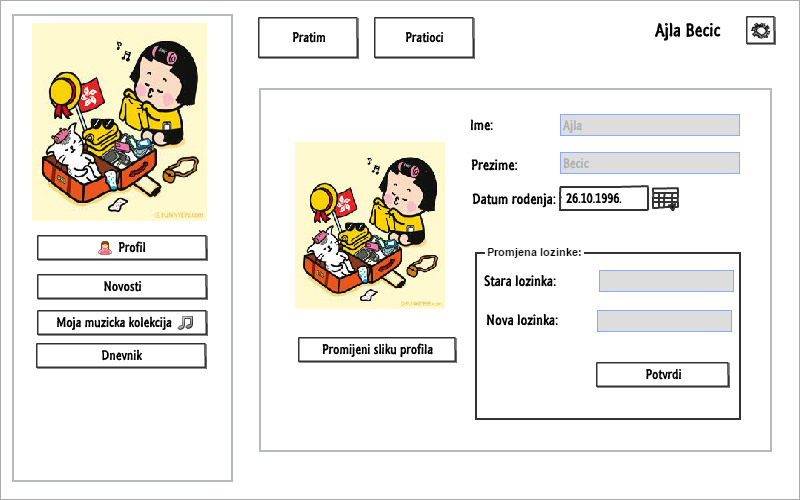 Pratim
Pratioci
Ajla Becic
Profil
Novosti
Moja muzicka kolekcija
Dnevnik
Promijeni sliku profila
Ime:
Ajla
Prezime:
Becic
Datum rodenja:
26.10.1996.
Promjena lozinke:
Stara lozinka:
Nova lozinka:
Potvrdi